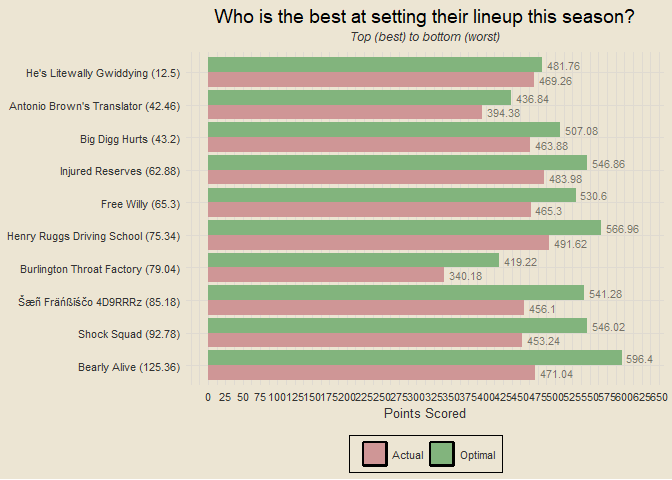 Who is the best at setting their lineup this season?
Top (best) to bottom (worst)
He's Litewally Gwiddying (12.5)
481.76
469.26
Antonio Brown's Translator (42.46)
436.84
394.38
Big Digg Hurts (43.2)
507.08
463.88
Injured Reserves (62.88)
546.86
483.98
Free Willy (65.3)
530.6
465.3
Henry Ruggs Driving School (75.34)
566.96
491.62
Burlington Throat Factory (79.04)
419.22
340.18
Šæñ Fráńßïśčo 4D9RRRz (85.18)
541.28
456.1
Shock Squad (92.78)
546.02
453.24
Bearly Alive (125.36)
596.4
471.04
0 25 50 75 100 125 150 175 200 225 250 275 300 325 350 375 400 425 450 475 500 525 550 575 600 625 650
Points Scored
Actual Optimal